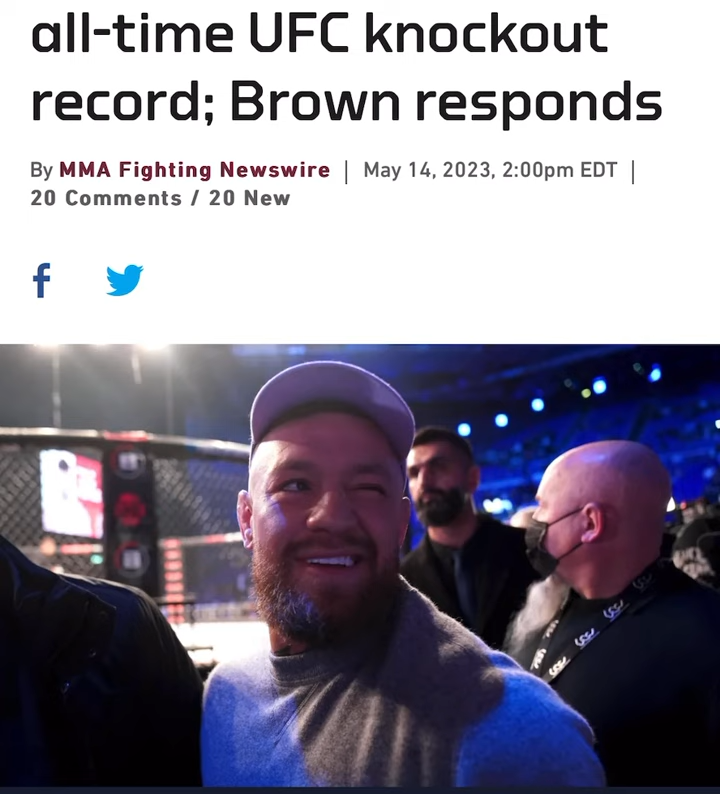 all-time UFC knockout
record; Brown responds
By MMA Fighting Newswire | May 14, 2023, 2:00pm EDT |
20 Comments / 20 New